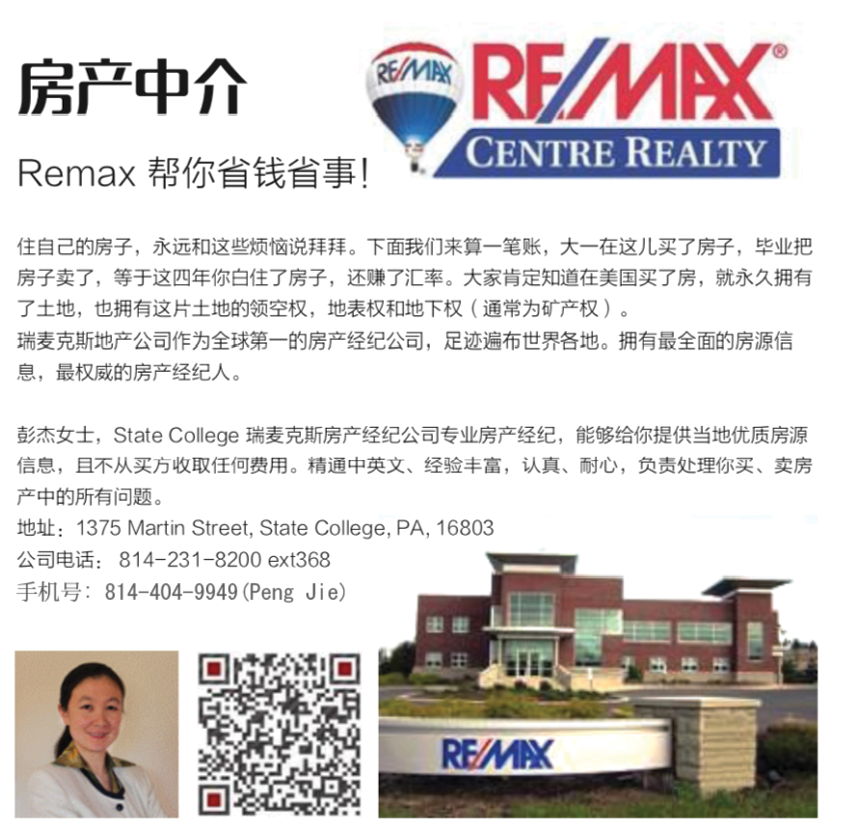 房产中介
RE/MAX
RE/MAX®
CENTRE REALTY
Remax 帮你省钱省事！
住自己的房子，永远和这些烦恼说拜拜。下面我们来算一笔账，大一在这儿买了房子，毕业把
房子卖了，等于这四年你白住了房子，还赚了汇率。大家肯定知道在美国买了房，就永久拥有
了土地，也拥有这片土地的领空权，地表权和地下权（通常为矿产权）。
瑞麦克斯地产公司作为全球第一的房产经纪公司，足迹遍布世界各地。拥有最全面的房源信
息，最权威的房产经纪人。
彭杰女士，State College 瑞麦克斯房产经纪公司专业房产经纪，能够给你提供当地优质房源
信息，且不从买方收取任何费用。精通中英文、经验丰富，认真、耐心，负责处理你买、卖房
产中的所有问题。
地址：1375 Martin Street, State College, PA, 16803
公司电话： 814-231-8200 ext368
手机号：814-404-9949(Peng Jie)
RE/MAX